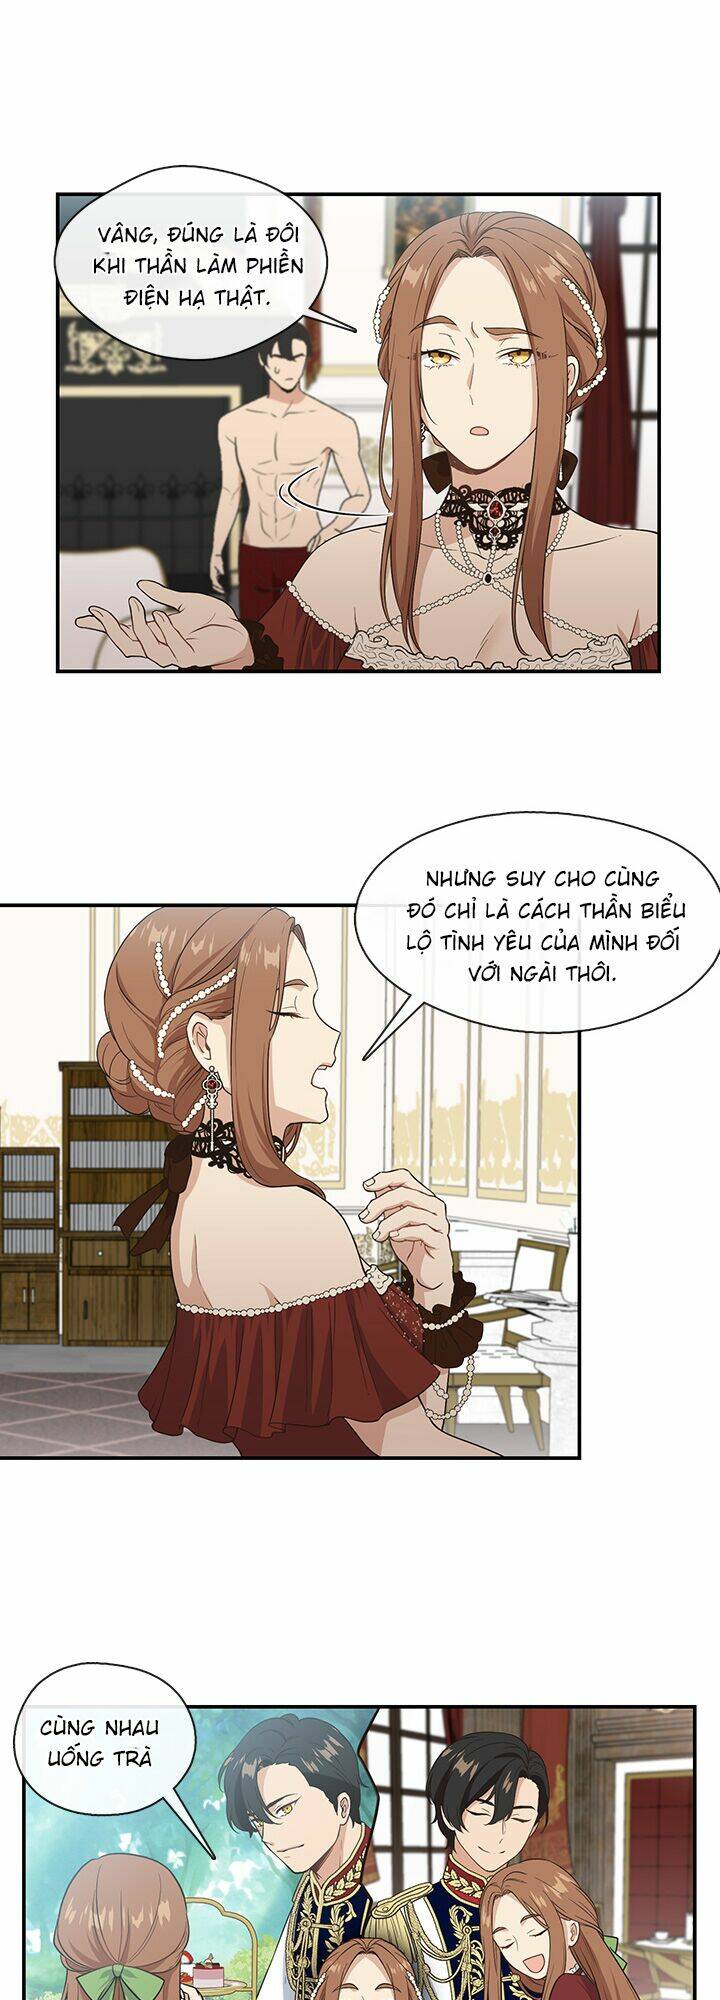 VÂNG, ĐÚNG LÀ ĐÔI
KHI THẦN LÀM PHIỀN
ĐIỆN HẠ THẬT.
NHƯNG SUY CHO CÙNG
ĐÓ CHỈ LÀ CÁCH THẦN BIỂU
LỘ TÌNH YÊU CỦA MÌNH ĐỐI
VỚI NGÀI THÔI.
CÙNG NHAU
UỐNG TRÀ